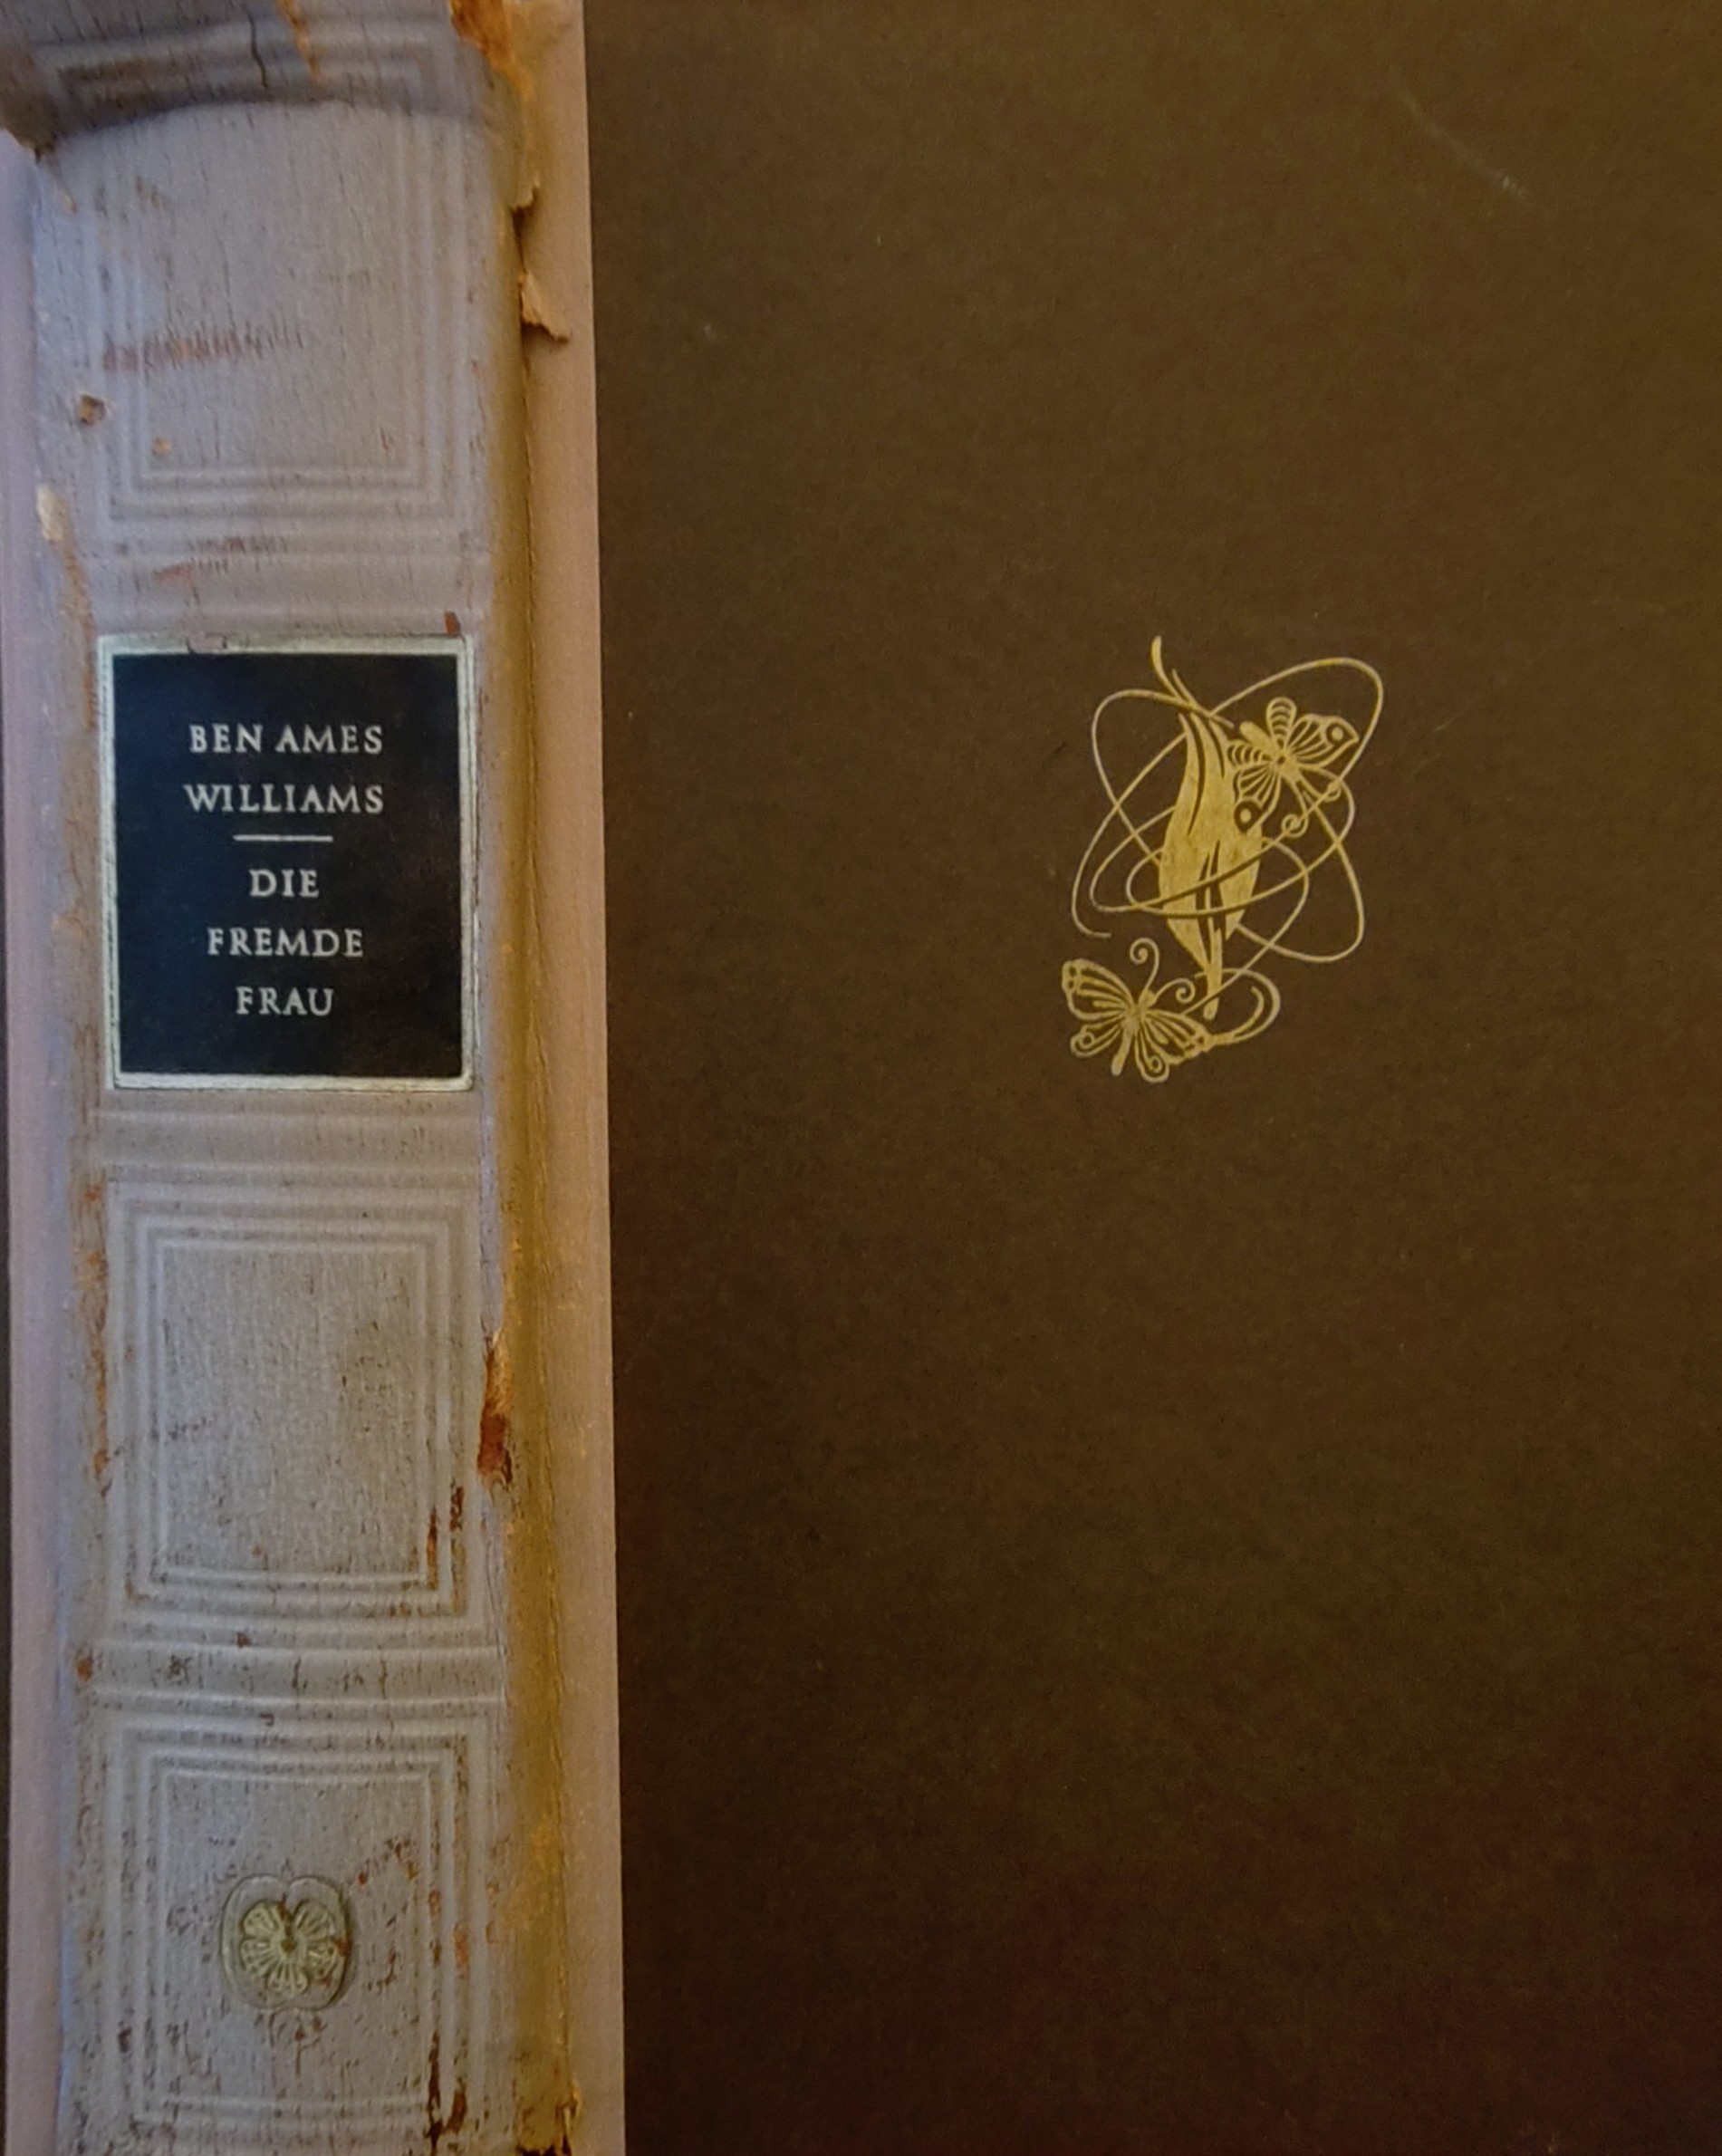 BEN AMES
WILLIAMS
DIE
FREMDE
FRAU